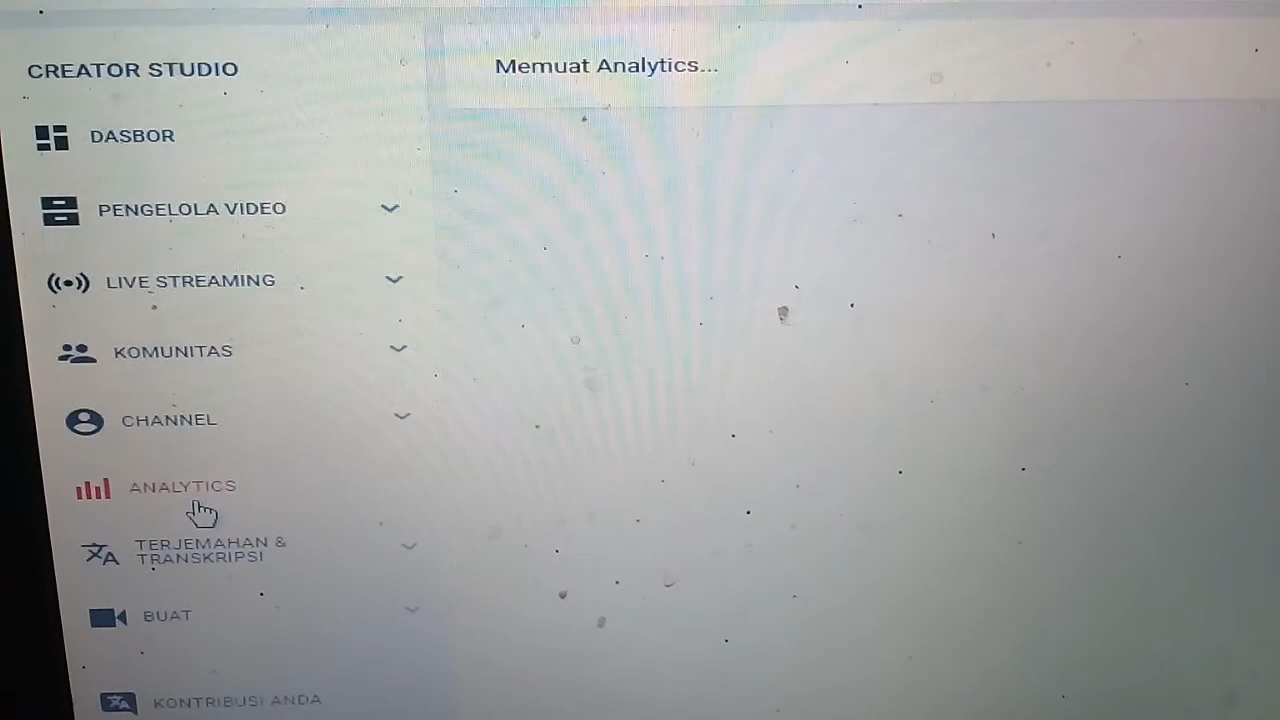 CREATOR STUDIO
Memuat Analytics...
DASBOR
PENGELOLA VIDEO
LIVE STREAMING
KOMUNITAS
CHANNEL
ANALYTICS
TERJEMAHAN &
TRANSKRIPSI
BUAT
KONTRIBUSI ANDA